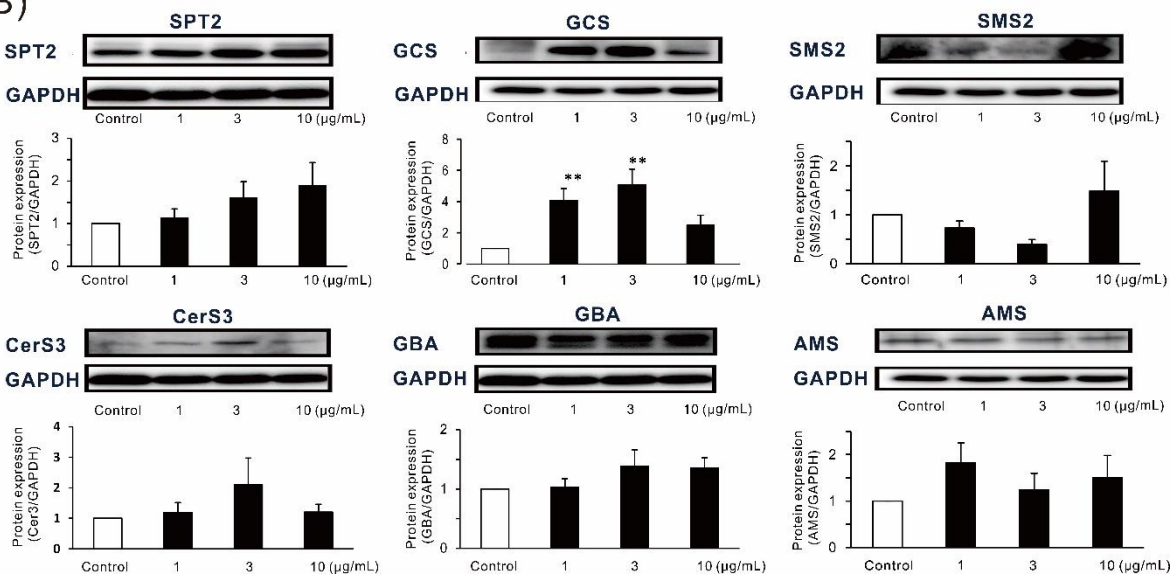 B)
SPT2
SPT2
GAPDH
Control 1 3 10 (μg/mL)
Protein expression
(SPT2/GAPDH)
3
2
1
0
Control 1 3 10 (μg/mL)
GCS
GCS
GAPDH
Control 1 3 10 (μg/mL)
Protein expression
(GCS/GAPDH)
8
6
4
2
0
** **
Control 1 3 10 (μg/mL)
SMS2
SMS2
GAPDH
Control 1 3 10 (μg/mL)
Protein expression
(SMS2/GAPDH)
2
1
0
Control 1 3 10 (μg/mL)
CerS3
CerS3
GAPDH
Control 1 3 10 (μg/mL)
Protein expression
(Cer3/GAPDH)
4
3
2
1
0
Control 1 3 10 (μg/mL)
GBA
GBA
GAPDH
Control 1 3 10 (μg/mL)
Protein expression
(GBA/GAPDH)
2
1
0
Control 1 3 10 (μg/mL)
AMS
AMS
GAPDH
Control 1 3 10 (μg/mL)
Protein expression
(AMS/GAPDH)
2
1
0
Control 1 3 10 (μg/mL)